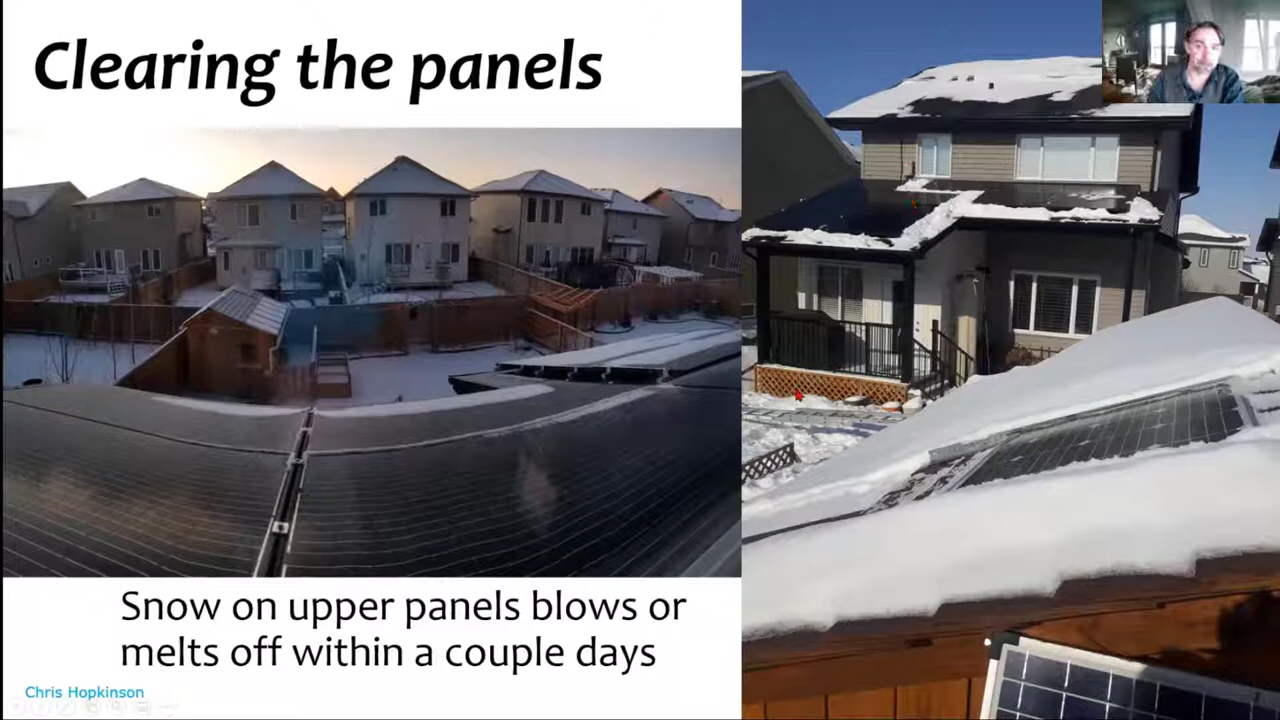 Clearing the panels
Snow on upper panels blows or
melts off within a couple days
Chris Hopkinson